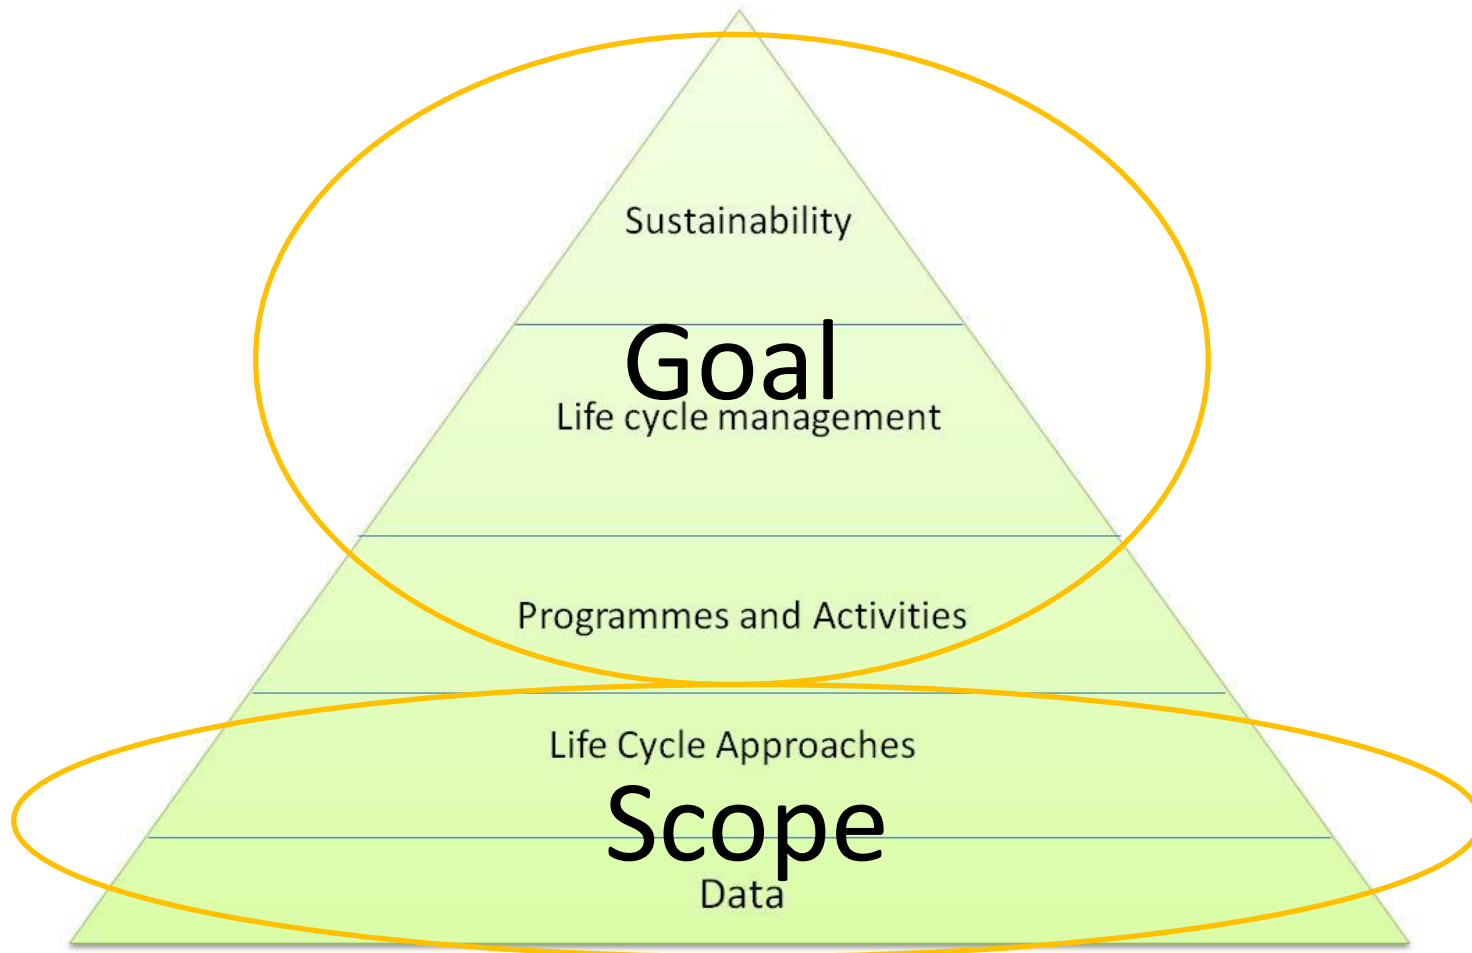 Sustainability
Goal
Life cycle management
Programmes and Activities
Life Cycle Approaches
Scope
Data